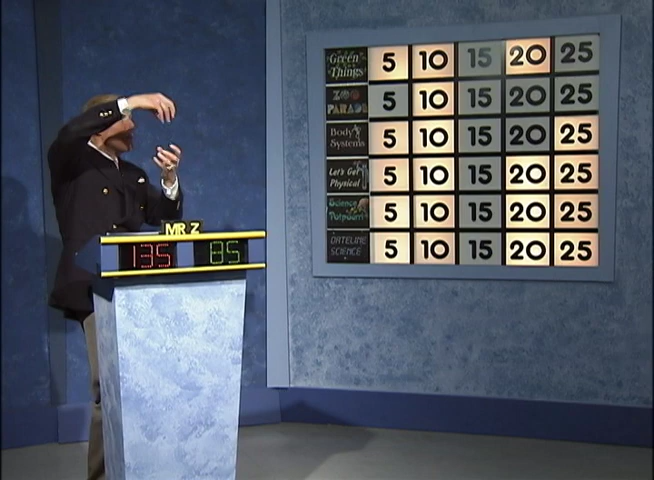 Green Things 5 10 15 20 25
ZOO PARADE 5 10 15 20 25
Body Systems 5 10 15 20 25
Let's Get Physical 5 10 15 20 25
Science Potpourri 5 10 15 20 25
DATELINE SCIENCE 5 10 15 20 25
MR Z
135 85